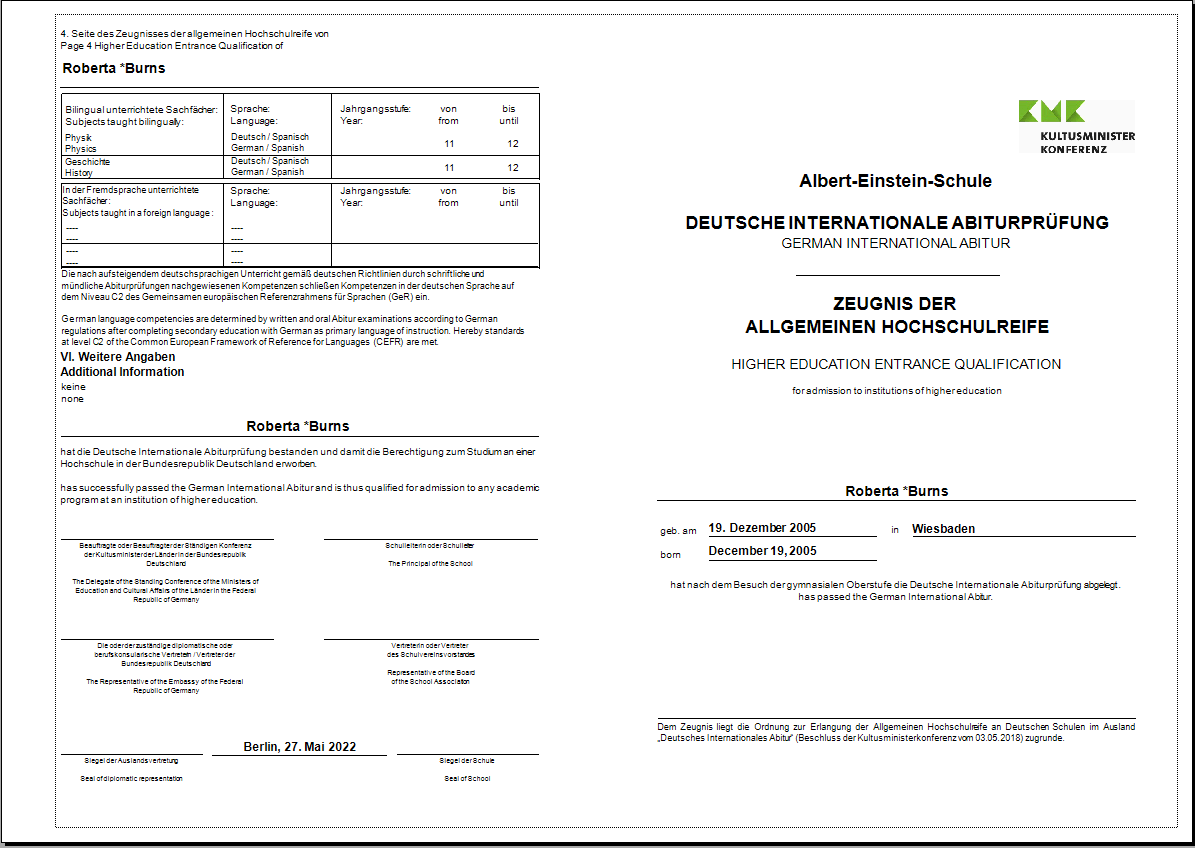 4. Seite des Zeugnisses der allgemeinen Hochschulreife von
Page 4 Higher Education Entrance Qualification of
Roberta *Burns
Bilingual unterrichtete Sachfächer: Sprache: Jahrgangsstufe: von bis
Subjects taught bilingually: Language: Year: from until
Physik Deutsch / Spanisch
Physics German / Spanish 11 12
Geschichte Deutsch / Spanisch
History German / Spanish 11 12
In der Fremdsprache unterrichtete Sprache: Jahrgangsstufe: von bis
Sachfächer: Language: Year: from until
Subjects taught in a foreign language :
---- ----
---- ----
---- ----
---- ----
Die nach aufsteigendem deutschsprachigen Unterricht gemäß deutschen Richtlinien durch schriftliche und
mündliche Abiturprüfungen nachgewiesenen Kompetenzen schließen Kompetenzen in der deutschen Sprache auf
dem Niveau C2 des Gemeinsamen europäischen Referenzrahmens für Sprachen (GeR) ein.
German language competencies are determined by written and oral Abitur examinations according to German
regulations after completing secondary education with German as primary language of instruction. Hereby standards
at level C2 of the Common European Framework of Reference for Languages (CEFR) are met.
VI. Weitere Angaben
Additional Information
keine
none
Roberta *Burns
hat die Deutsche Internationale Abiturprüfung bestanden und damit die Berechtigung zum Studium an einer
Hochschule in der Bundesrepublik Deutschland erworben.
has successfully passed the German International Abitur and is thus qualified for admission to any academic
program at an institution of higher education.
Beauftragte oder Beauftragter der Ständigen Konferenz
der Kultusminister der Länder in der Bundesrepublik
Deutschland
The Delegate of the Standing Conference of the Ministers of
Education and Cultural Affairs of the Länder in the Federal
Republic of Germany
Schulleiterin oder Schulleiter
The Principal of the School
Die oder der zuständige diplomatische oder
berufskonsularische Vertreterin / Vertreter der
Bundesrepublik Deutschland
The Representative of the Embassy of the Federal
Republic of Germany
Vertreterin oder Vertreter
des Schulvereinsvorstandes
Representative of the Board
of the School Association
Berlin, 27. Mai 2022
Siegel der Auslandsvertretung
Seal of diplomatic representation
Siegel der Schule
Seal of School
KMK
KULTUSMINISTER
KONFERENZ
Albert-Einstein-Schule
DEUTSCHE INTERNATIONALE ABITURPRÜFUNG
GERMAN INTERNATIONAL ABITUR
ZEUGNIS DER
ALLGEMEINEN HOCHSCHULREIFE
HIGHER EDUCATION ENTRANCE QUALIFICATION
for admission to institutions of higher education
Roberta *Burns
geb. am 19. Dezember 2005 in Wiesbaden
born December 19, 2005
hat nach dem Besuch der gymnasialen Oberstufe die Deutsche Internationale Abiturprüfung abgelegt.
has passed the German International Abitur.
Dem Zeugnis liegt die Ordnung zur Erlangung der Allgemeinen Hochschulreife an Deutschen Schulen im Ausland
„Deutsches Internationales Abitur“ (Beschluss der Kultusministerkonferenz vom 03.05.2018) zugrunde.